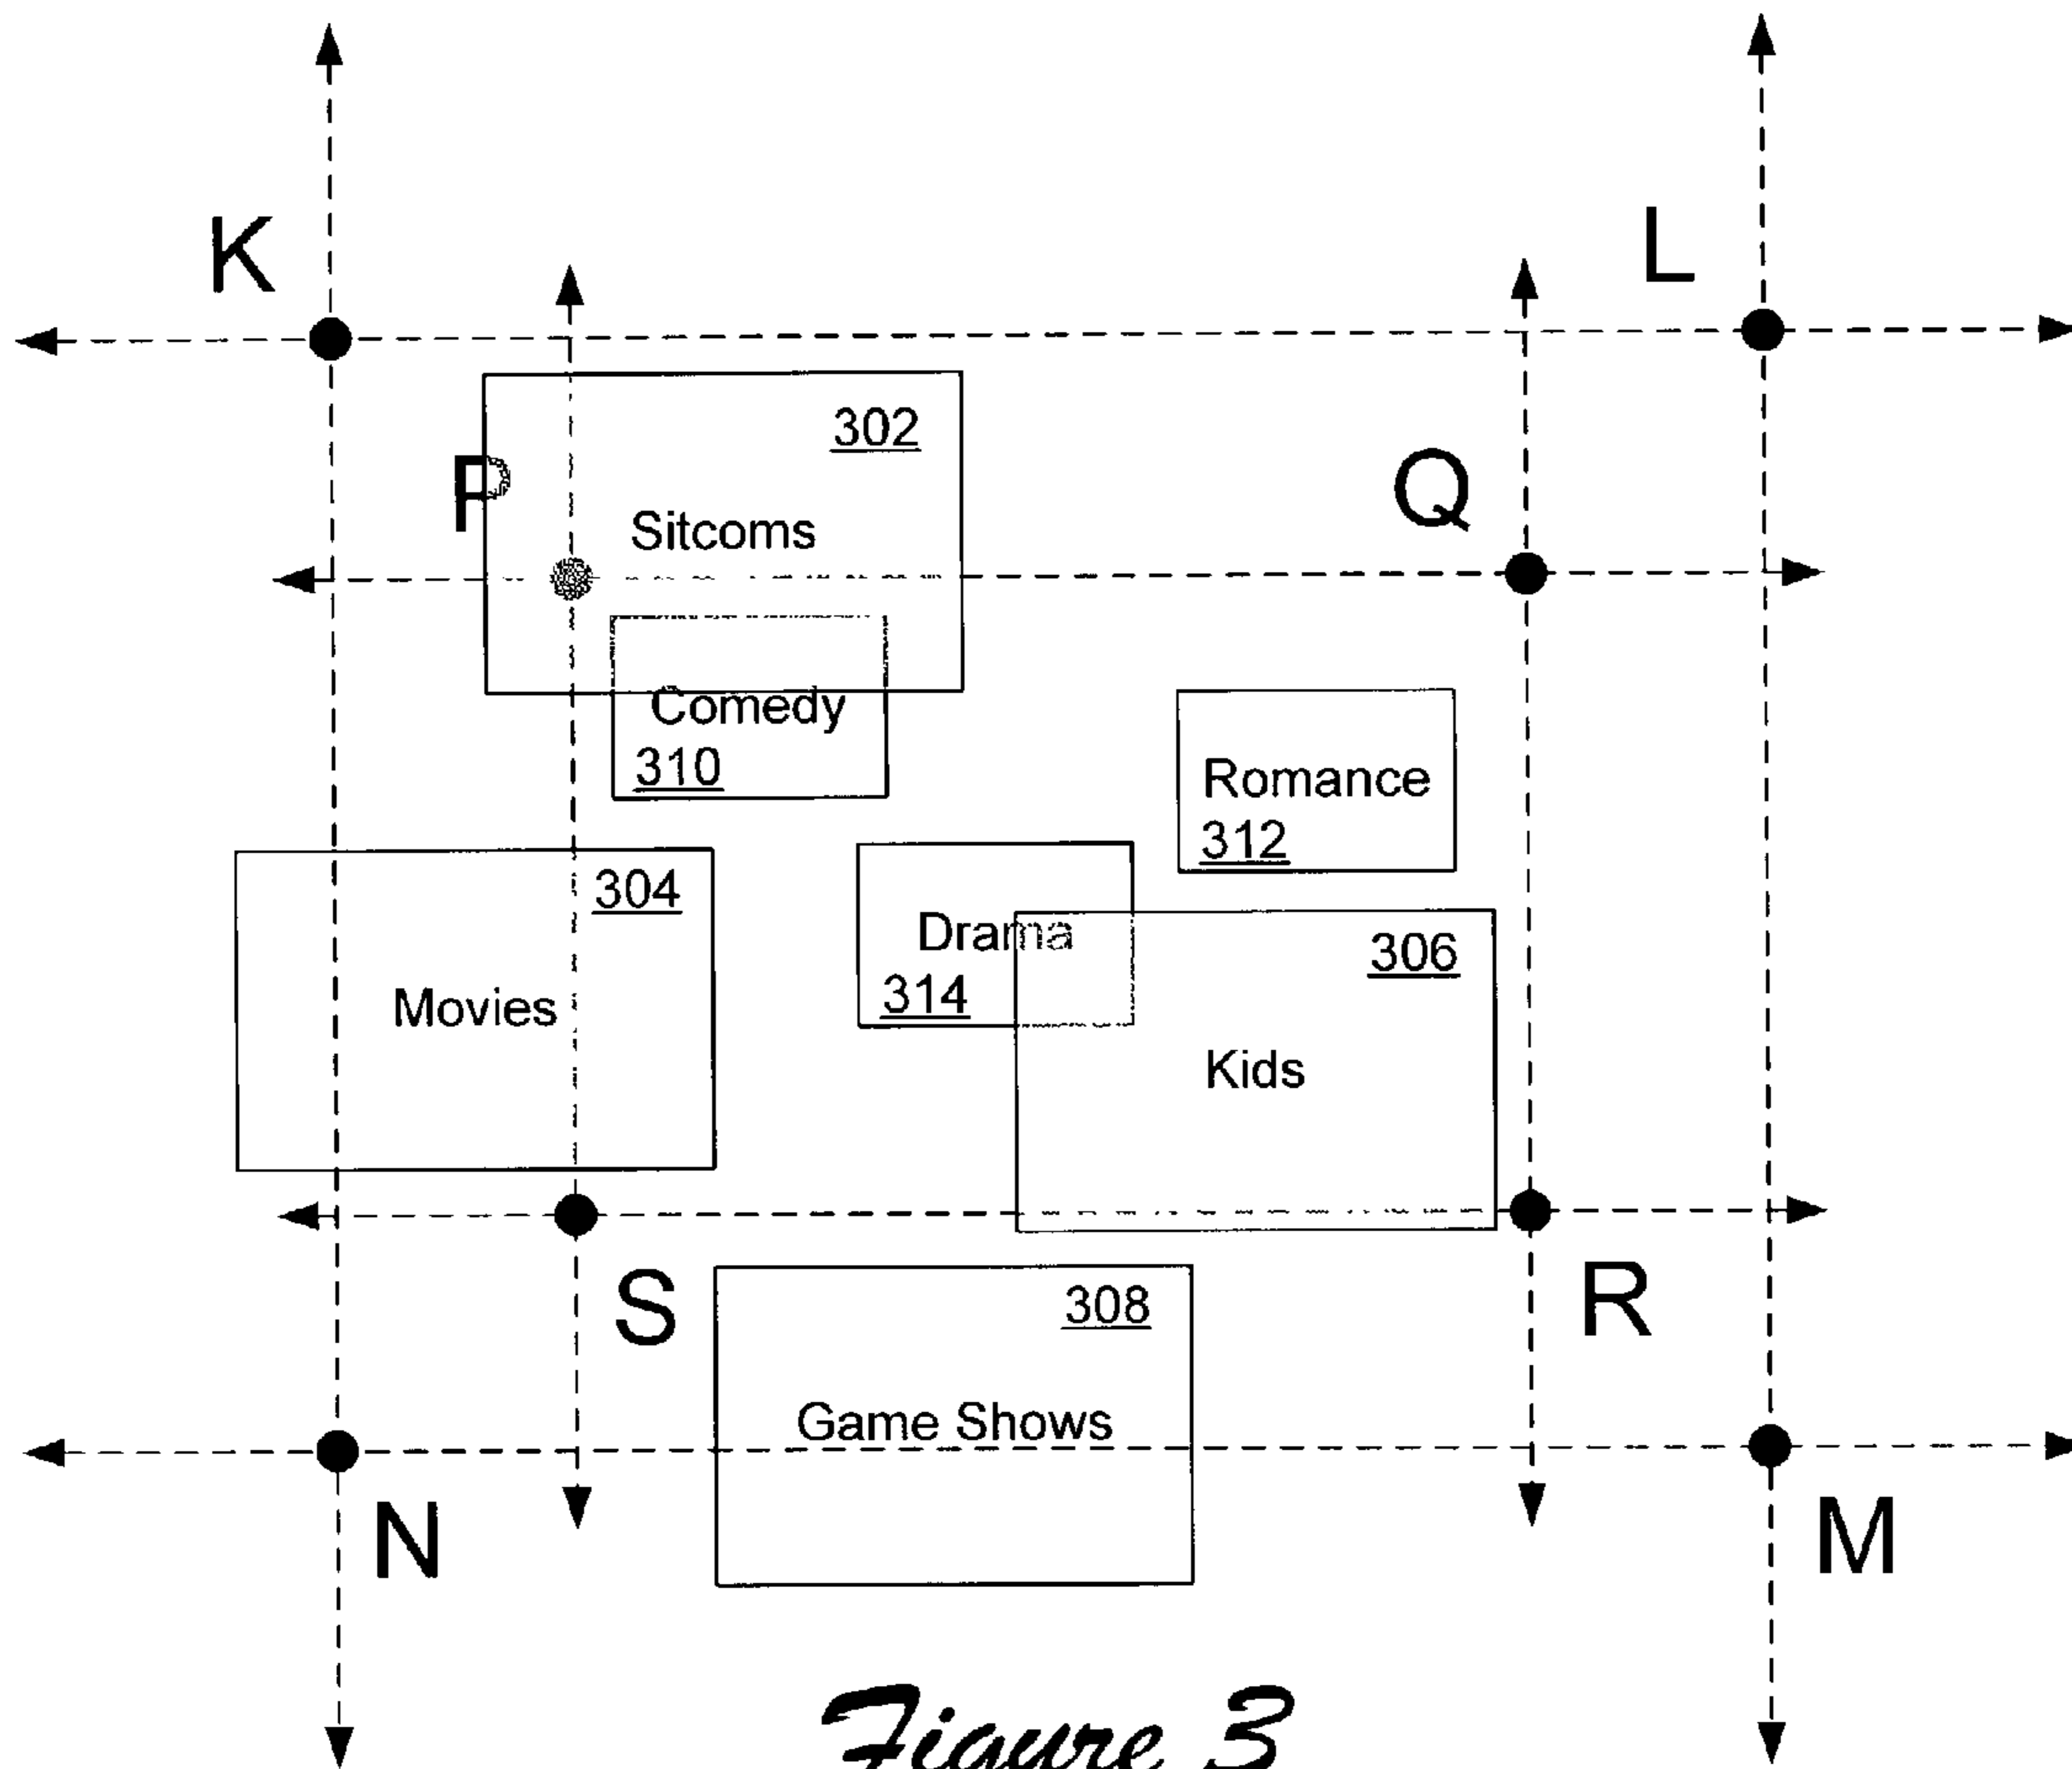 K
L
302
P
Q
Sitcoms
Comedy
310
Romance
312
304
Drama
306
314
Movies
Kids
S
R
308
Game Shows
N
M
Figure 3